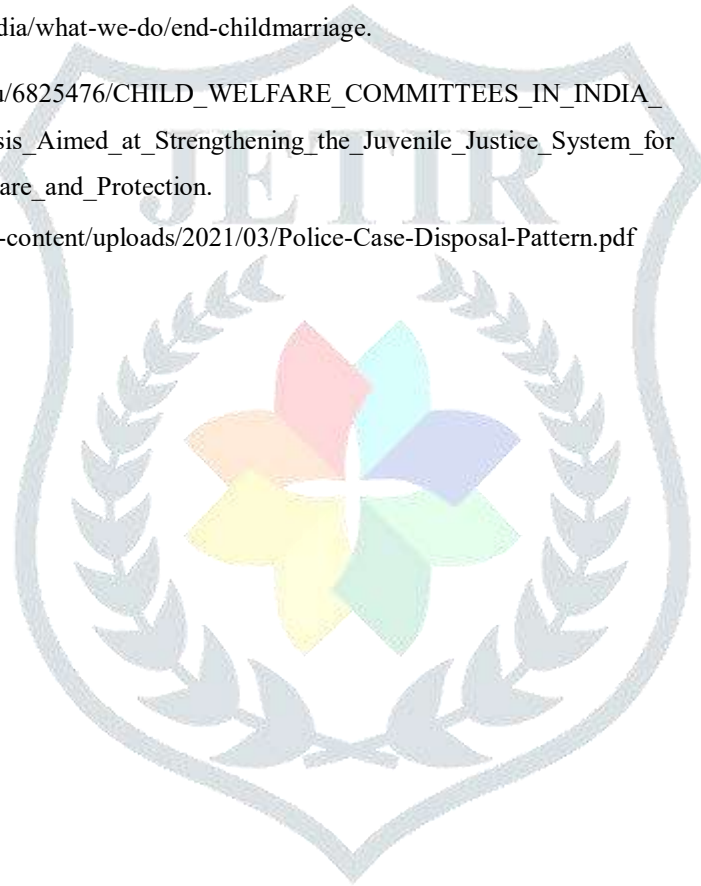 dia/what-we-do/end-childmarriage.
u/6825476/CHILD_WELFARE_COMMITTEES_IN_INDIA_
sis_Aimed_at_Strengthening_the_Juvenile_Justice_System_for
are_and_Protection.
-content/uploads/2021/03/Police-Case-Disposal-Pattern.pdf
JETIR